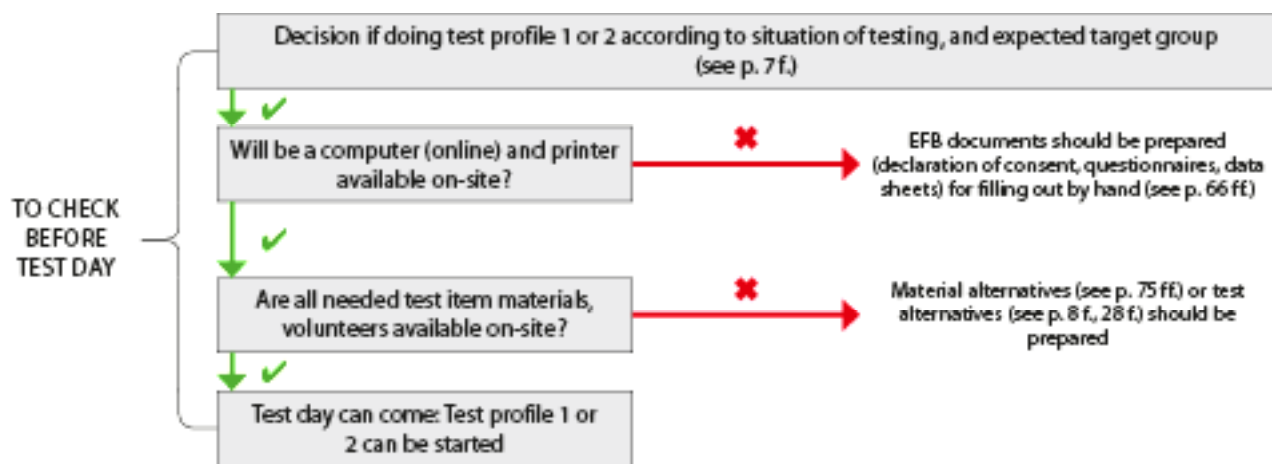 Decision if doing test profile 1 or 2 according to situation of testing, and expected target group
(see p. 7 f.)
Will be a computer (online) and printer
available on-site?
EFB documents should be prepared
(declaration of consent, questionnaires, data
sheets) for filling out by hand (see p. 66 ff.)
TO CHECK
BEFORE
TEST DAY
Are all needed test item materials,
volunteers available on-site?
Material alternatives (see p. 75 ff.) or test
alternatives (see p. 8 f., 28 f.) should be
prepared
Test day can come: Test profile 1 or
2 can be started